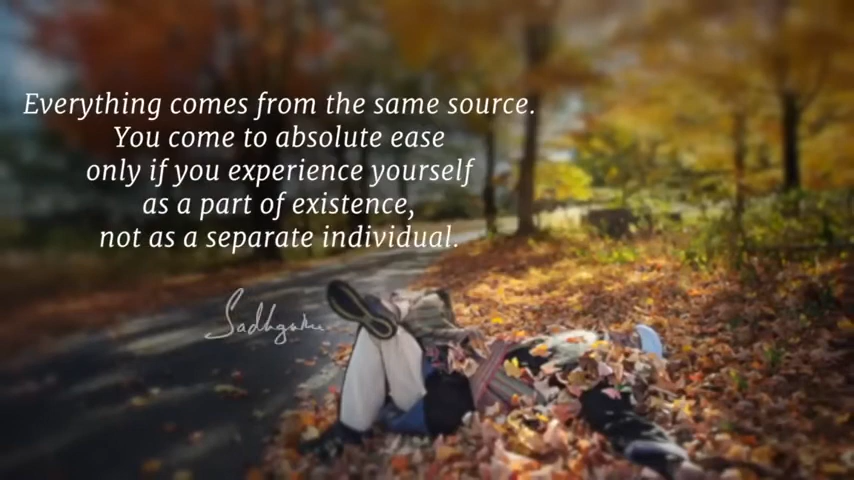 Everything comes from the same source.
You come to absolute ease
only if you experience yourself
as a part of existence,
not as a separate individual.
Sadhguru